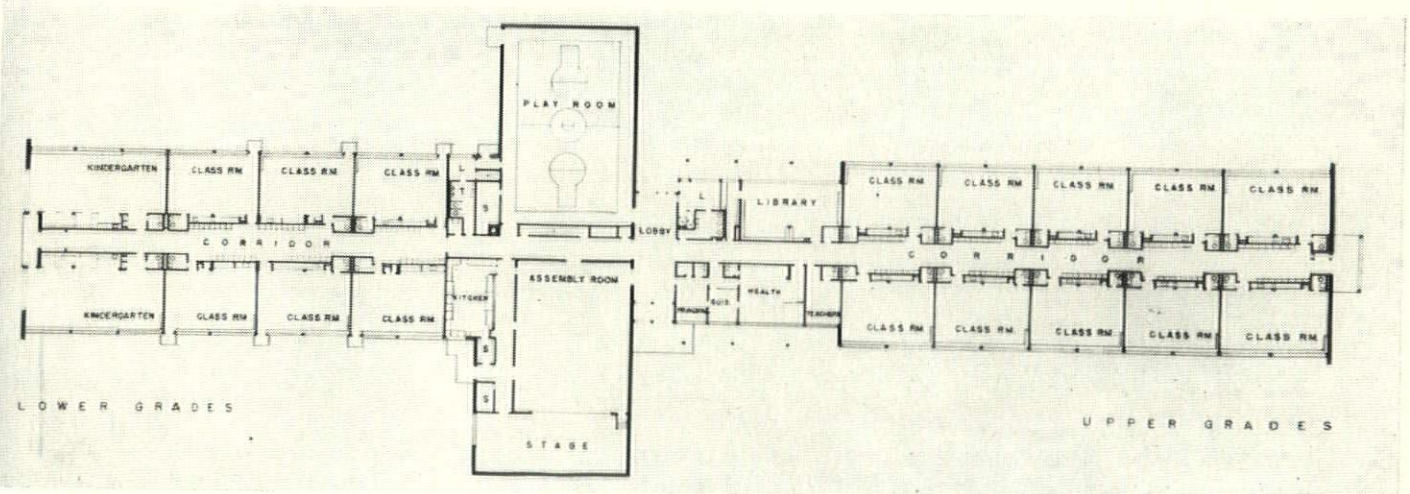 PLAY ROOM
KINDERGARTEN CLASS RM CLASS RM CLASS RM L
T
S
L
LIBRARY
CLASS RM CLASS RM CLASS RM CLASS RM CLASS RM
LOBBY
CORRIDOR
CORRIDOR
ASSEMBLY ROOM
KITCHEN
GUID.
HEALTH
PRINCIPAL
TEACHERS
KINDERGARTEN CLASS RM CLASS RM CLASS RM
CLASS RM CLASS RM CLASS RM CLASS RM CLASS RM
S
S
LOWER GRADES
UPPER GRADES
STAGE